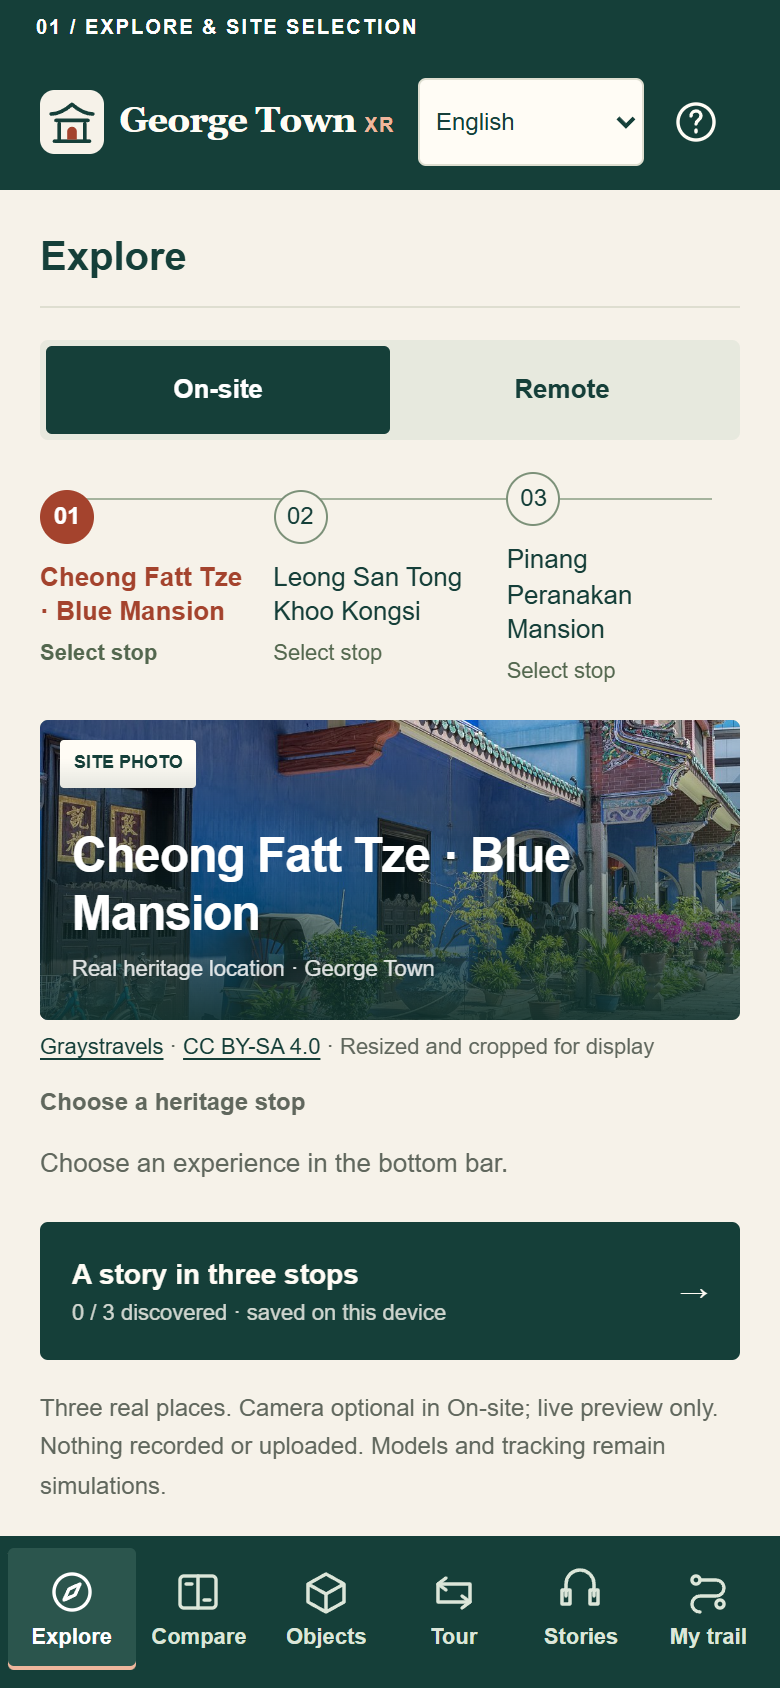 01 / EXPLORE & SITE SELECTION
George Town XR
English
Explore
On-site
Remote
01
Cheong Fatt Tze
· Blue Mansion
Select stop
02
Leong San Tong
Khoo Kongsi
Select stop
03
Pinang
Peranakan
Mansion
Select stop
SITE PHOTO
Cheong Fatt Tze · Blue
Mansion
Real heritage location · George Town
Graystravels · CC BY-SA 4.0 · Resized and cropped for display
Choose a heritage stop
Choose an experience in the bottom bar.
A story in three stops
0 / 3 discovered · saved on this device
→
Three real places. Camera optional in On-site; live preview only.
Nothing recorded or uploaded. Models and tracking remain
simulations.
Explore
Compare
Objects
Tour
Stories
My trail